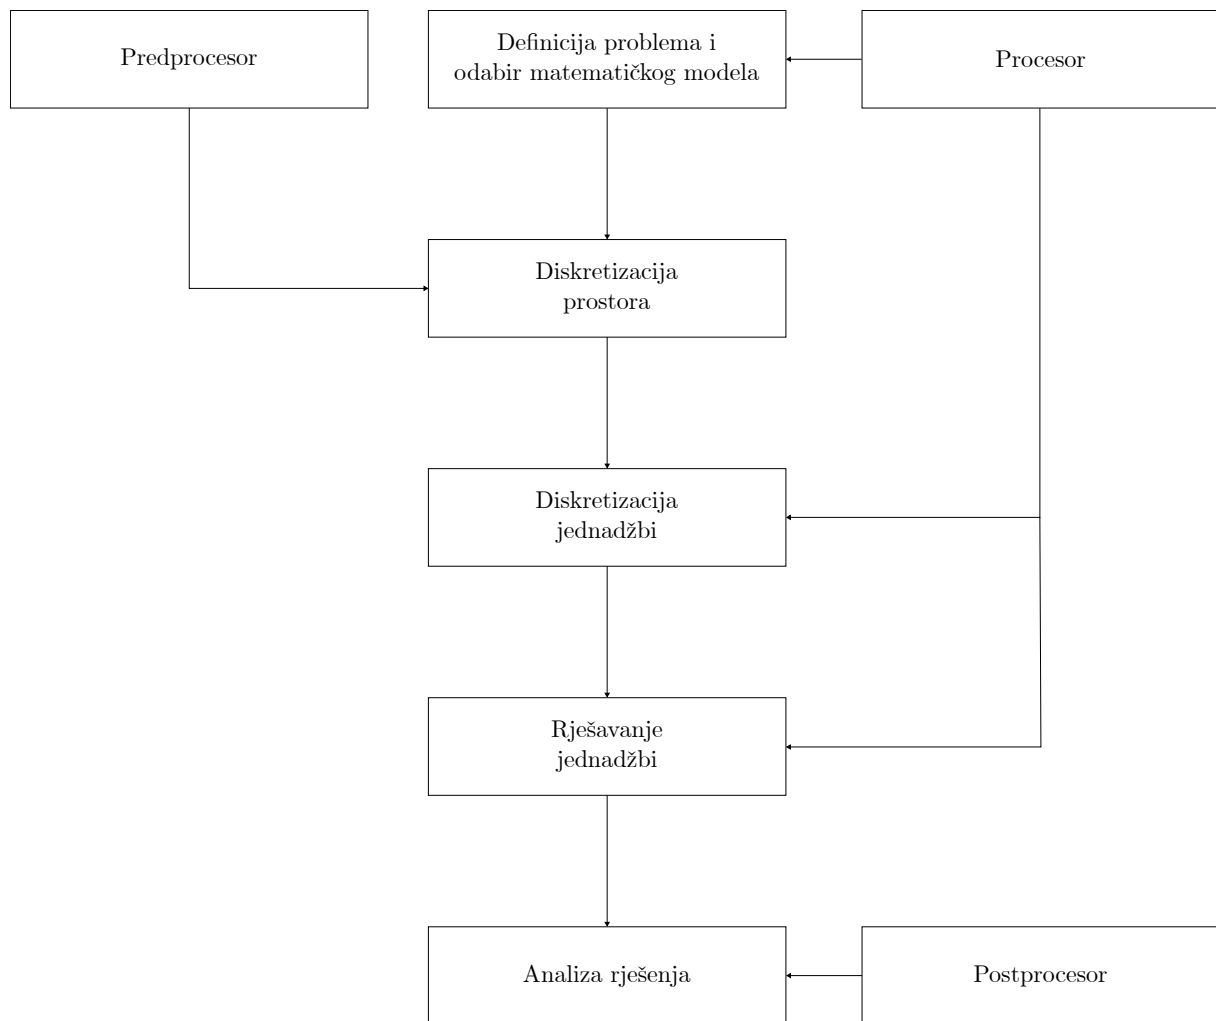 Predprocesor
Definicija problema i
odabir matematičkog modela
Procesor
Diskretizacija
prostora
Diskretizacija
jednadžbi
Rješavanje
jednadžbi
Analiza rješenja
Postprocesor